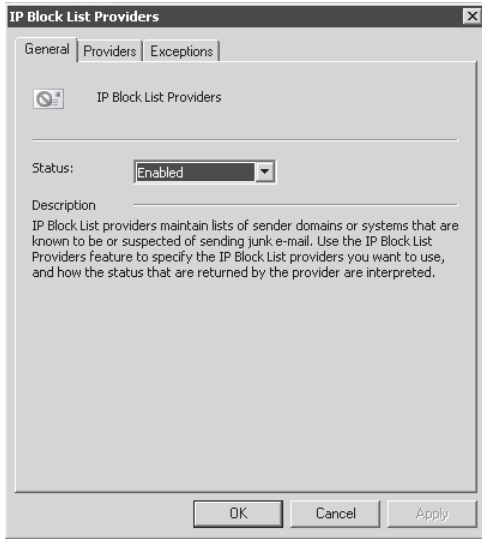 IP Block List Providers
General Providers Exceptions
IP Block List Providers
Status: Enabled
Description
IP Block List providers maintain lists of sender domains or systems that are
known to be or suspected of sending junk e-mail. Use the IP Block List
Providers feature to specify the IP Block List providers you want to use,
and how the status that are returned by the provider are interpreted.
OK Cancel Apply